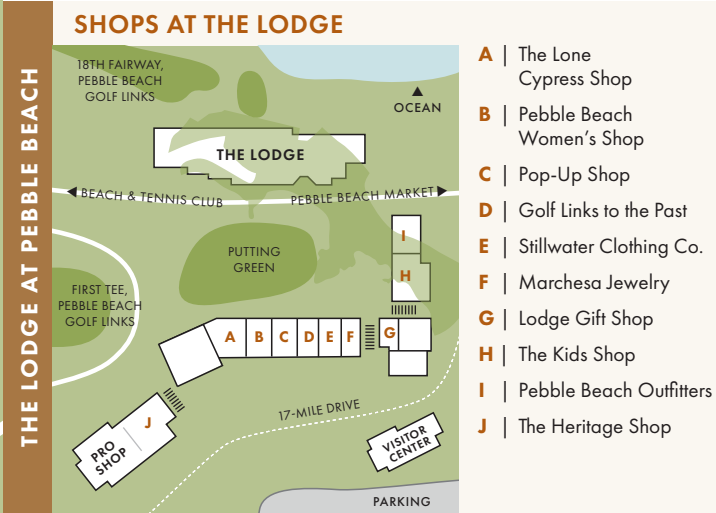 THE LODGE AT PEBBLE BEACH
SHOPS AT THE LODGE
18TH FAIRWAY,
PEBBLE BEACH
GOLF LINKS
OCEAN
THE LODGE
BEACH & TENNIS CLUB
PEBBLE BEACH MARKET
PUTTING
GREEN
I
H
FIRST TEE,
PEBBLE BEACH
GOLF LINKS
A B C D E F G
J
PRO
SHOP
17-MILE DRIVE
VISITOR
CENTER
PARKING
A | The Lone
Cypress Shop
B | Pebble Beach
Women's Shop
C | Pop-Up Shop
D | Golf Links to the Past
E | Stillwater Clothing Co.
F | Marchesa Jewelry
G | Lodge Gift Shop
H | The Kids Shop
I | Pebble Beach Outfitters
J | The Heritage Shop